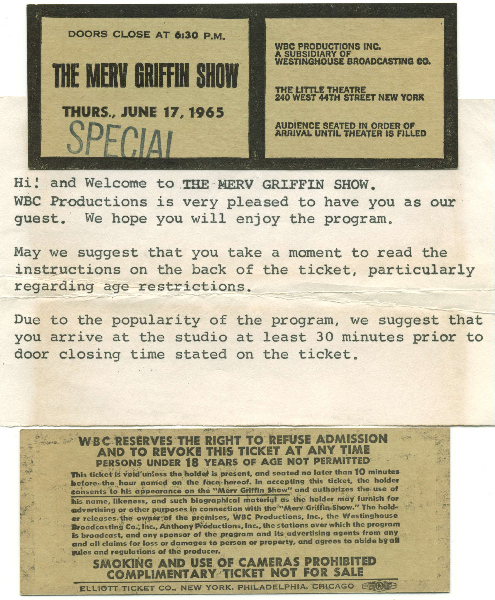 DOORS CLOSE AT 6:30 P.M.
THE MERV GRIFFIN SHOW
THURS., JUNE 17, 1965
SPECIAL
WBC PRODUCTIONS INC.
A SUBSIDIARY OF
WESTINGHOUSE BROADCASTING CO.
THE LITTLE THEATRE
240 WEST 44TH STREET NEW YORK
AUDIENCE SEATED IN ORDER OF
ARRIVAL UNTIL THEATER IS FILLED
Hi! and Welcome to THE MERV GRIFFIN SHOW.
WBC Productions is very pleased to have you as our
guest. We hope you will enjoy the program.
May we suggest that you take a moment to read the
instructions on the back of the ticket, particularly
regarding age restrictions.
Due to the popularity of the program, we suggest that
you arrive at the studio at least 30 minutes prior to
door closing time stated on the ticket.
WBC RESERVES THE RIGHT TO REFUSE ADMISSION
AND TO REVOKE THIS TICKET AT ANY TIME
PERSONS UNDER 18 YEARS OF AGE NOT PERMITTED
This ticket is void unless the holder is present, and seated no later than 10 minutes
before the hour named on the face hereof. In accepting this ticket, the holder
consents to his appearance on the "Merv Griffin Show" and authorizes the use of
his name, likeness, and such biographical material as the holder may furnish for
advertising or other purposes in connection with the "Merv Griffin Show." The hold-
er releases the owner of the premises, WBC Productions, Inc., the Westinghouse
Broadcasting Co., Inc., Anthony Productions, Inc., the stations over which the program
is broadcast, and any sponsor of the program and its advertising agents from any
and all claims for loss or damages to person or property, and agrees to abide by all
rules and regulations of the producer.
SMOKING AND USE OF CAMERAS PROHIBITED
COMPLIMENTARY TICKET NOT FOR SALE
ELLIOTT TICKET CO., NEW YORK, PHILADELPHIA, CHICAGO